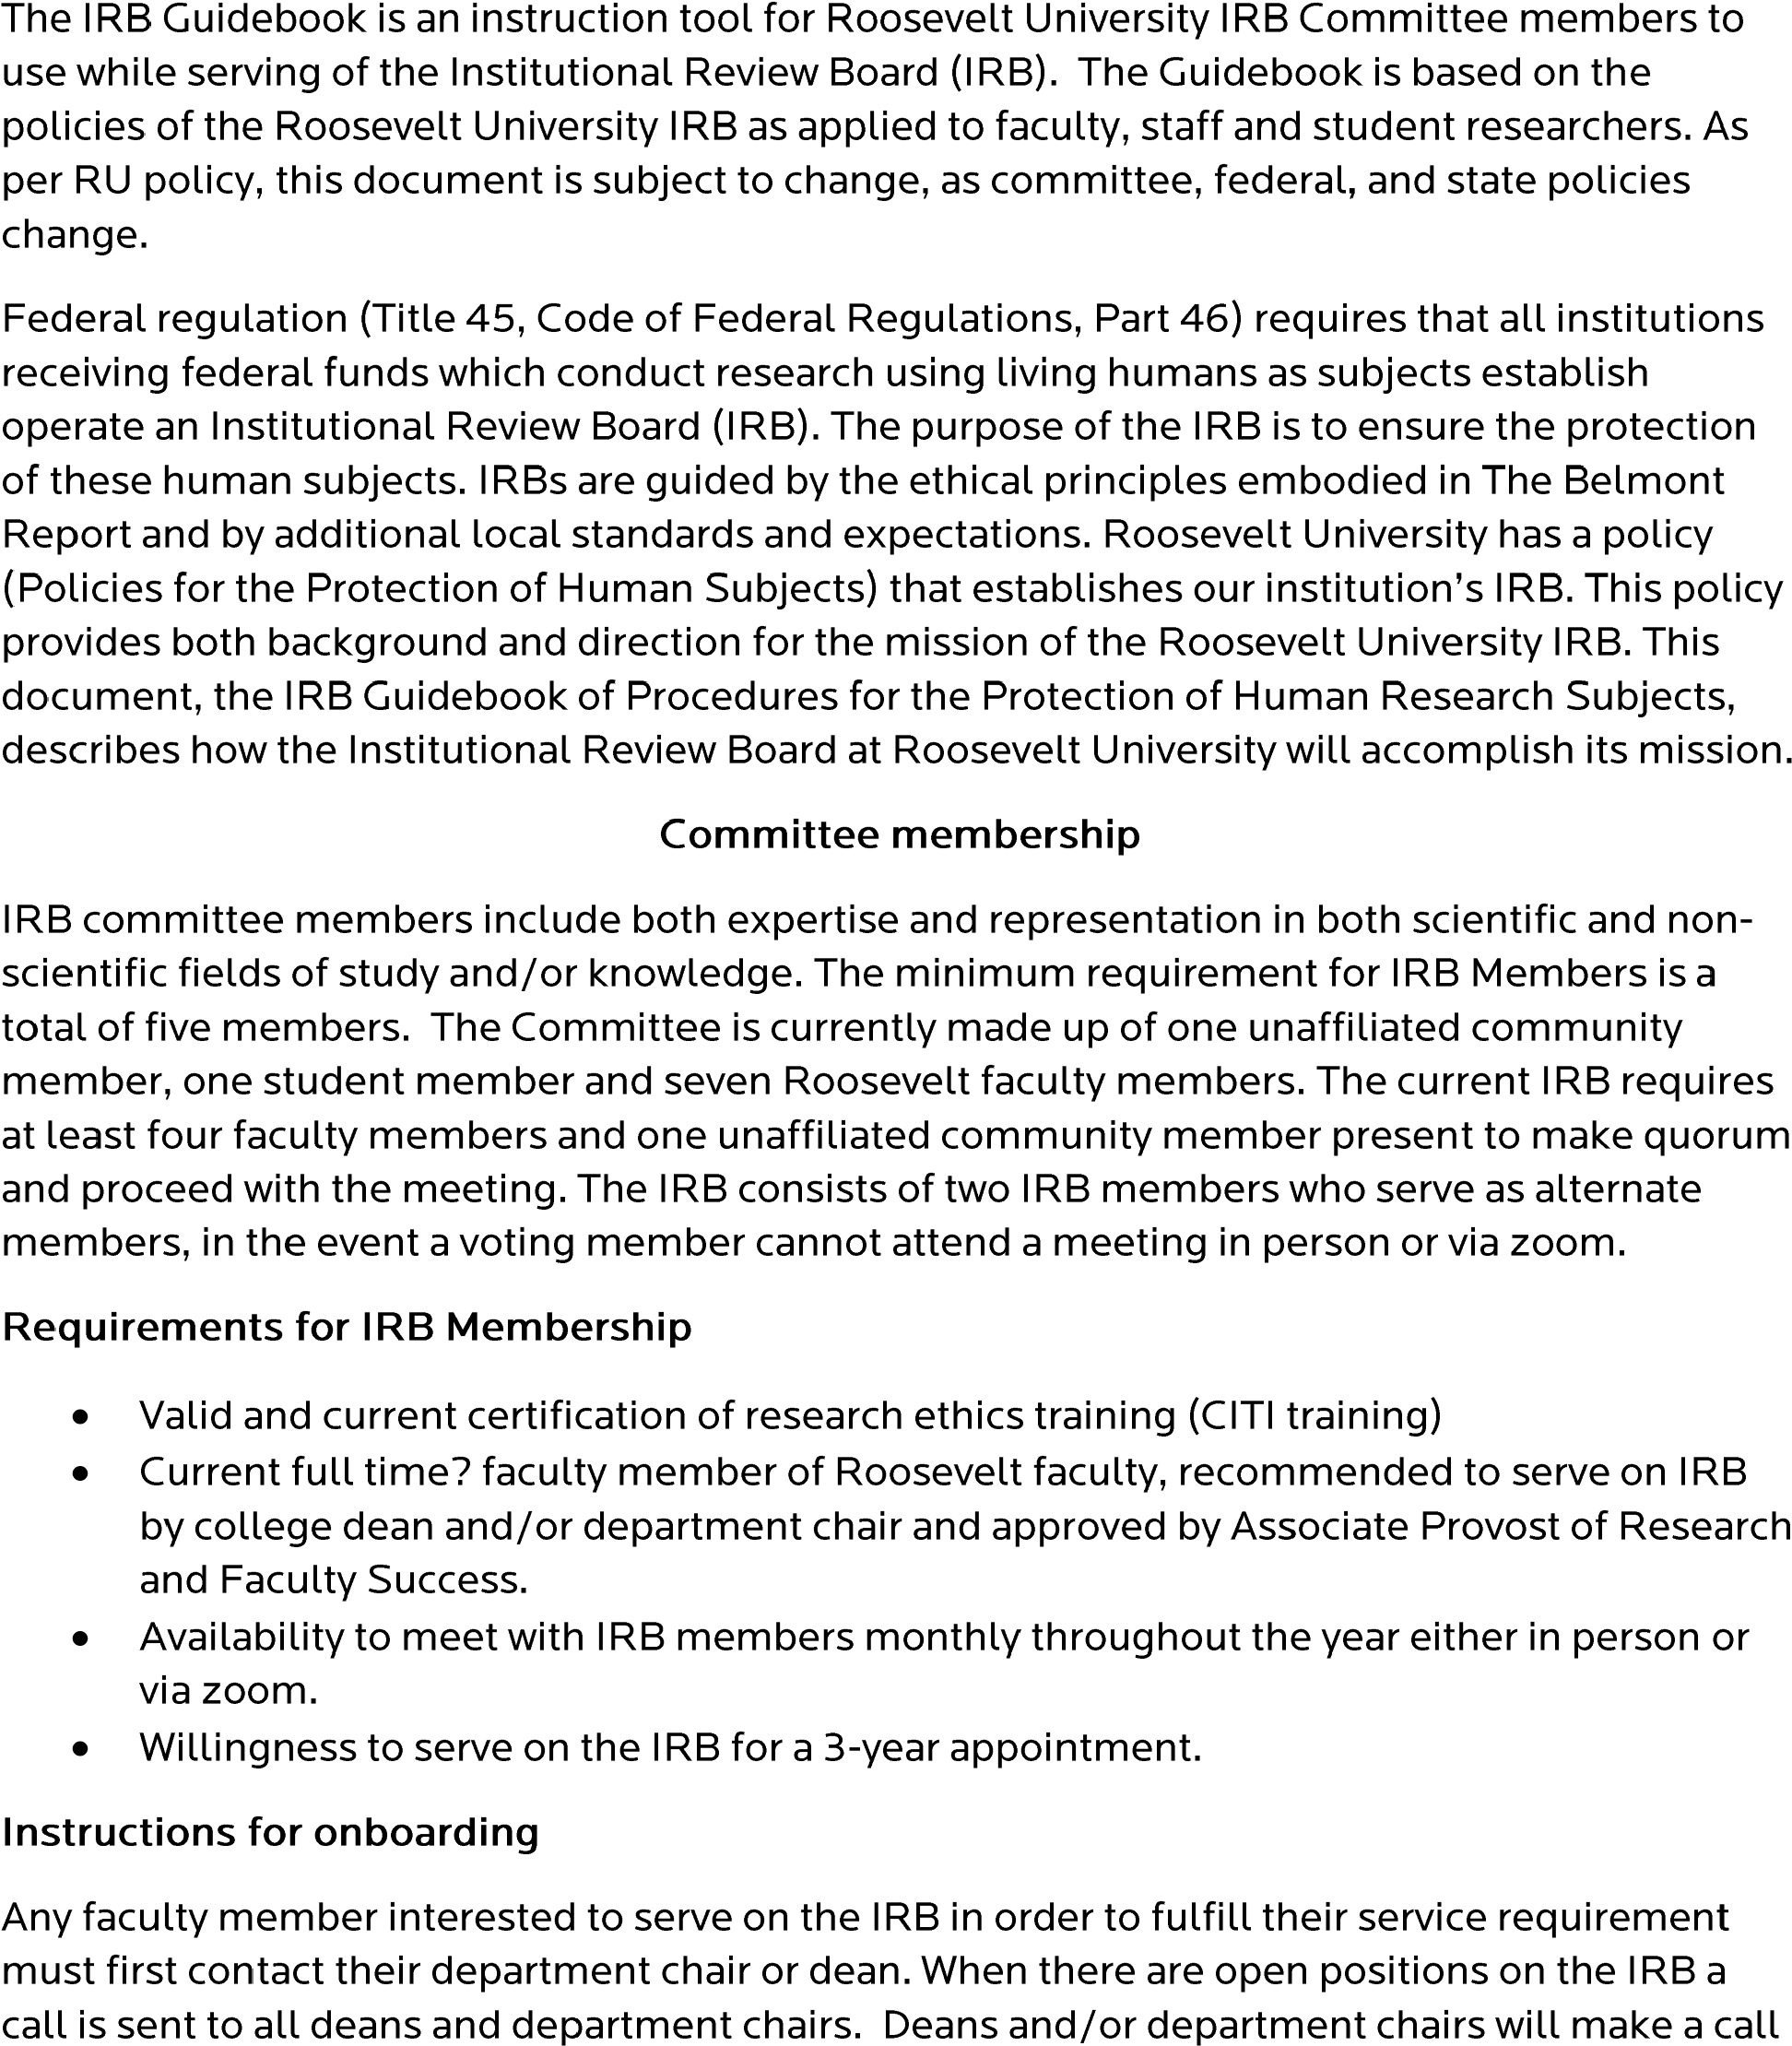 The IRB Guidebook is an instruction tool for Roosevelt University IRB Committee members to
use while serving of the Institutional Review Board (IRB).  The Guidebook is based on the
policies of the Roosevelt University IRB as applied to faculty, staff and student researchers. As
per RU policy, this document is subject to change, as committee, federal, and state policies
change.
Federal regulation (Title 45, Code of Federal Regulations, Part 46) requires that all institutions
receiving federal funds which conduct research using living humans as subjects establish
operate an Institutional Review Board (IRB). The purpose of the IRB is to ensure the protection
of these human subjects. IRBs are guided by the ethical principles embodied in The Belmont
Report and by additional local standards and expectations. Roosevelt University has a policy
(Policies for the Protection of Human Subjects) that establishes our institution’s IRB. This policy
provides both background and direction for the mission of the Roosevelt University IRB. This
document, the IRB Guidebook of Procedures for the Protection of Human Research Subjects,
describes how the Institutional Review Board at Roosevelt University will accomplish its mission.
Committee membership
IRB committee members include both expertise and representation in both scientific and non-
scientific fields of study and/or knowledge. The minimum requirement for IRB Members is a
total of five members.  The Committee is currently made up of one unaffiliated community
member, one student member and seven Roosevelt faculty members. The current IRB requires
at least four faculty members and one unaffiliated community member present to make quorum
and proceed with the meeting. The IRB consists of two IRB members who serve as alternate
members, in the event a voting member cannot attend a meeting in person or via zoom.
Requirements for IRB Membership
• Valid and current certification of research ethics training (CITI training)
• Current full time? faculty member of Roosevelt faculty, recommended to serve on IRB
by college dean and/or department chair and approved by Associate Provost of Research
and Faculty Success.
• Availability to meet with IRB members monthly throughout the year either in person or
via zoom.
• Willingness to serve on the IRB for a 3-year appointment.
Instructions for onboarding
Any faculty member interested to serve on the IRB in order to fulfill their service requirement
must first contact their department chair or dean. When there are open positions on the IRB a
call is sent to all deans and department chairs.  Deans and/or department chairs will make a call